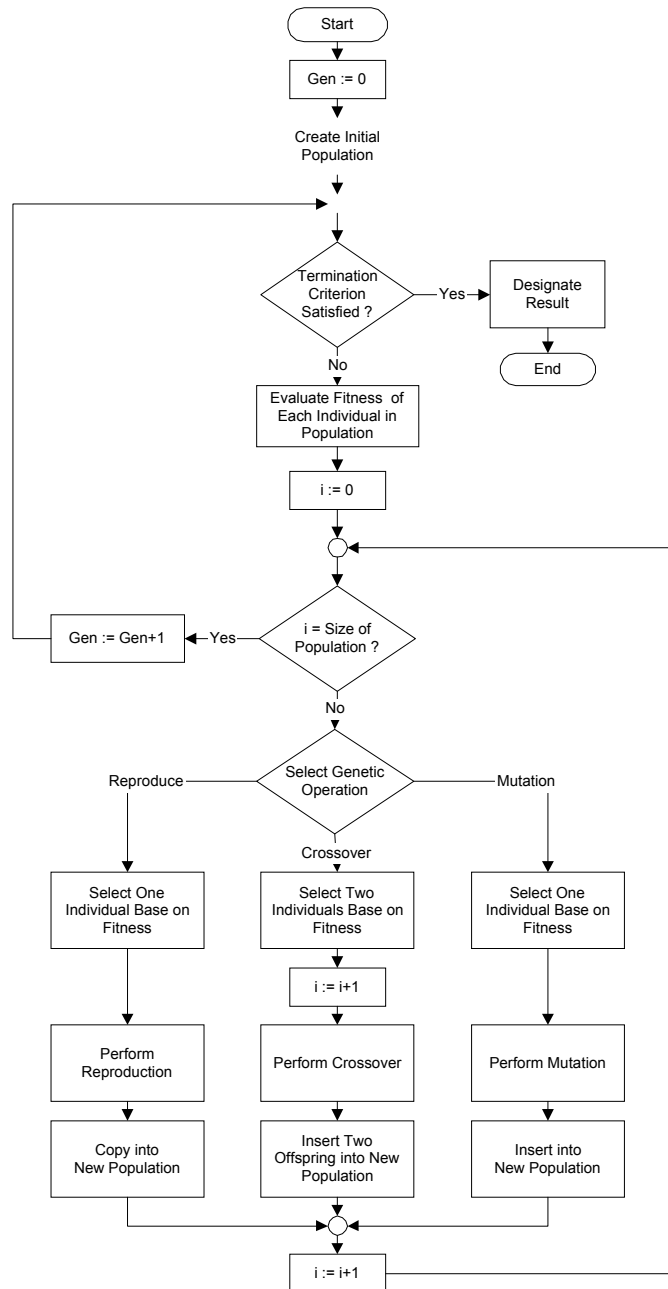 Start
Gen := 0
Create Initial
Population
Termination
Criterion
Satisfied ?
Yes
Designate
Result
End
No
Evaluate Fitness of
Each Individual in
Population
i := 0
Gen := Gen+1
Yes
i = Size of
Population ?
No
Reproduce
Select Genetic
Operation
Mutation
Crossover
Select One
Individual Base on
Fitness
Select Two
Individuals Base on
Fitness
Select One
Individual Base on
Fitness
i := i+1
Perform
Reproduction
Perform Crossover
Perform Mutation
Copy into
New Population
Insert Two
Offspring into New
Population
Insert into
New Population
i := i+1